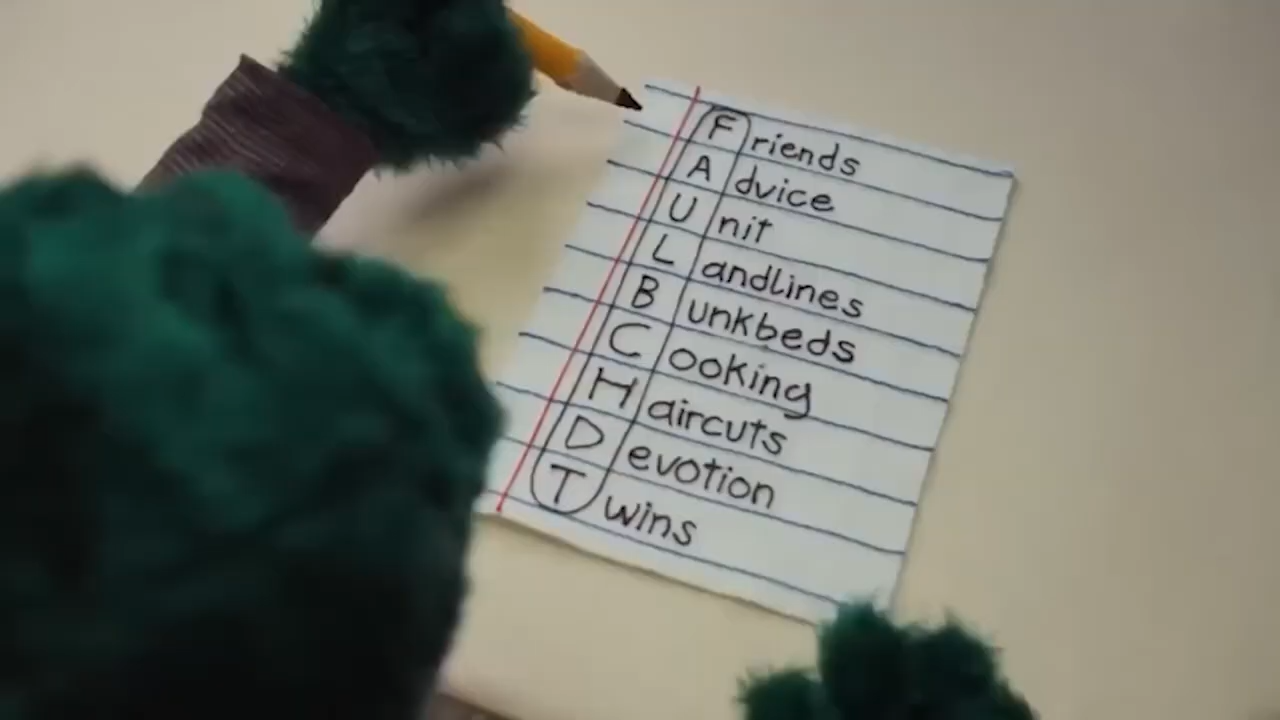 Friends
Advice
Unit
Landlines
Bunkbeds
Cooking
Haircuts
Devotion
Twins